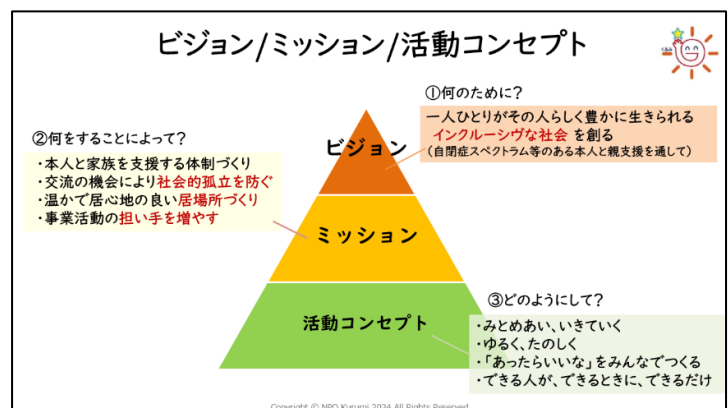 ビジョン/ミッション/活動コンセプト
くるみ
①何のために?
一人ひとりがその人らしく豊かに生きられる
インクルーシヴな社会 を創る
(自閉症スペクトラム等のある本人と親支援を通して)
②何をすることによって?
・本人と家族を支援する体制づくり
・交流の機会により社会的孤立を防ぐ
・温かで居心地の良い居場所づくり
・事業活動の担い手を増やす
ビジョン
ミッション
活動コンセプト
③どのようにして?
・みとめあい、いきていく
・ゆるく、たのしく
・「あったらいいな」をみんなでつくる
・できる人が、できるときに、できるだけ
Copyright © NPO Kurumi 2024 All Rights Reserved